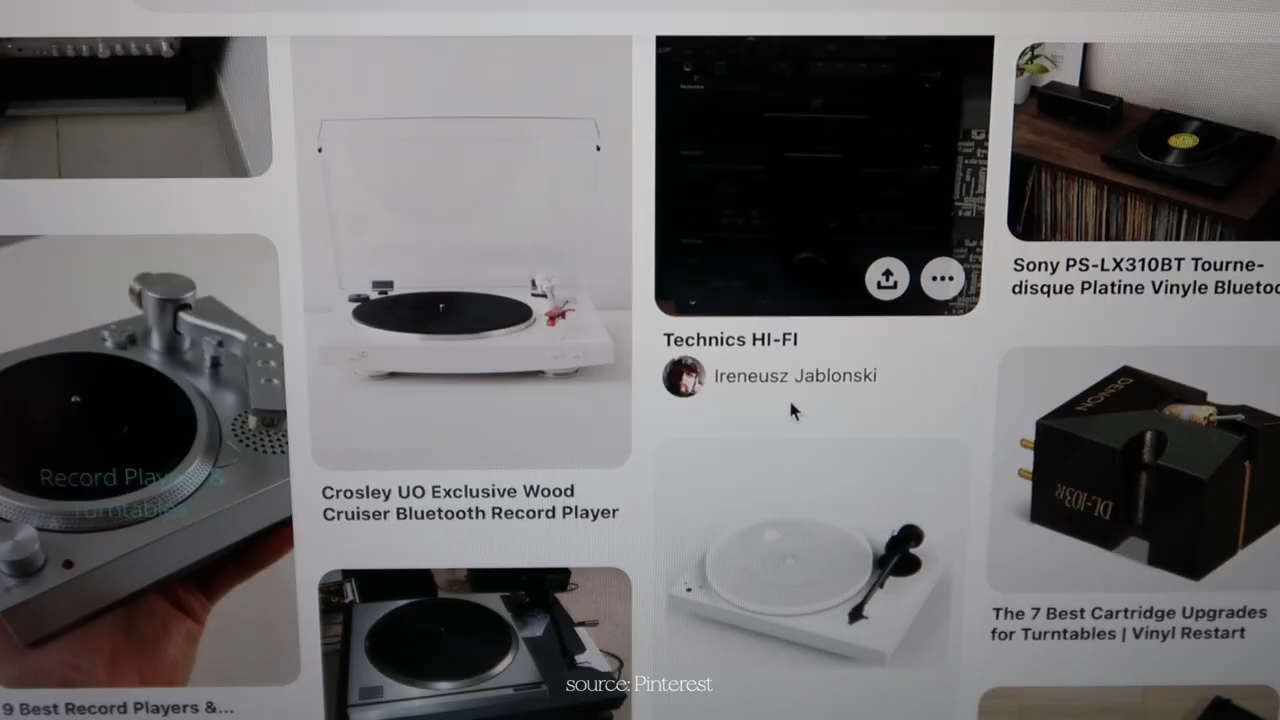 Record Players &
Turntables
9 Best Record Players &...
Crosley UO Exclusive Wood
Cruiser Bluetooth Record Player
Technics HI-FI
Ireneusz Jablonski
Sony PS-LX310BT Tourne-
disque Platine Vinyle
DENON
DL-103R
The 7 Best Cartridge Upgrades
for Turntables | Vinyl Restart
source: Pinterest